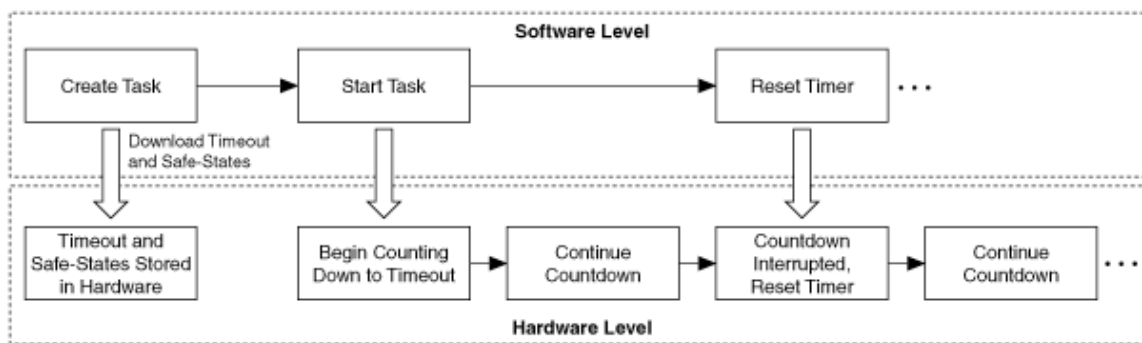 Software Level
Create Task
Start Task
Reset Timer
Download Timeout
and Safe-States
Timeout and
Safe-States Stored
in Hardware
Begin Counting
Down to Timeout
Continue
Countdown
Countdown
Interrupted,
Reset Timer
Continue
Countdown
Hardware Level